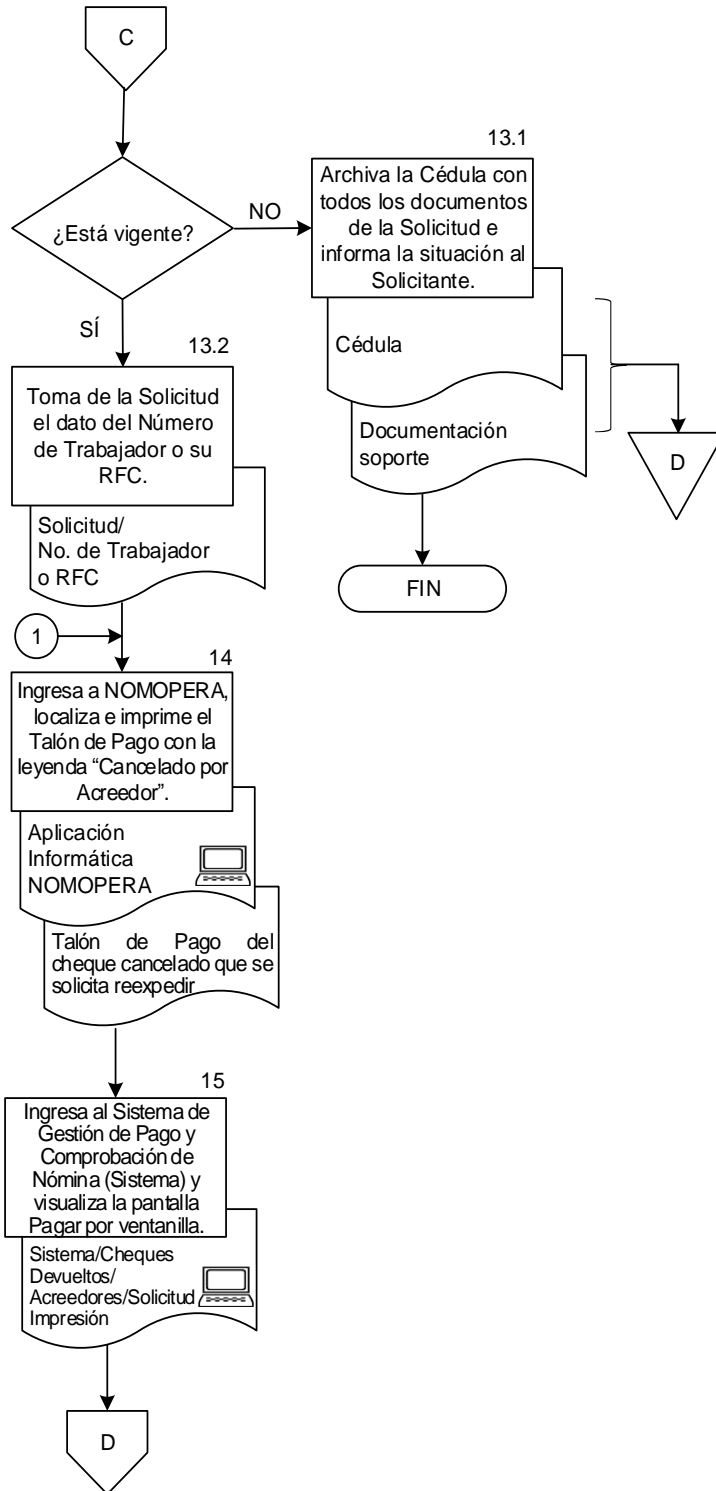 C
¿Está vigente?
NO
SÍ
13.1
Archiva la Cédula con
todos los documentos
de la Solicitud e
informa la situación al
Solicitante.
Cédula
Documentación
soporte
D
FIN
13.2
Toma de la Solicitud
el dato del Número
de Trabajador o su
RFC.
Solicitud/
No. de Trabajador
o RFC
1
14
Ingresa a NOMOPERA,
localiza e imprime el
Talón de Pago con la
leyenda “Cancelado por
Acreedor”.
Aplicación
Informática
NOMOPERA
Talón de Pago del
cheque cancelado que se
solicita reexpedir
15
Ingresa al Sistema de
Gestión de Pago y
Comprobación de
Nómina (Sistema) y
visualiza la pantalla
Pagar por ventanilla.
Sistema/Cheques
Devueltos/
Acreedores/Solicitud
Impresión
D